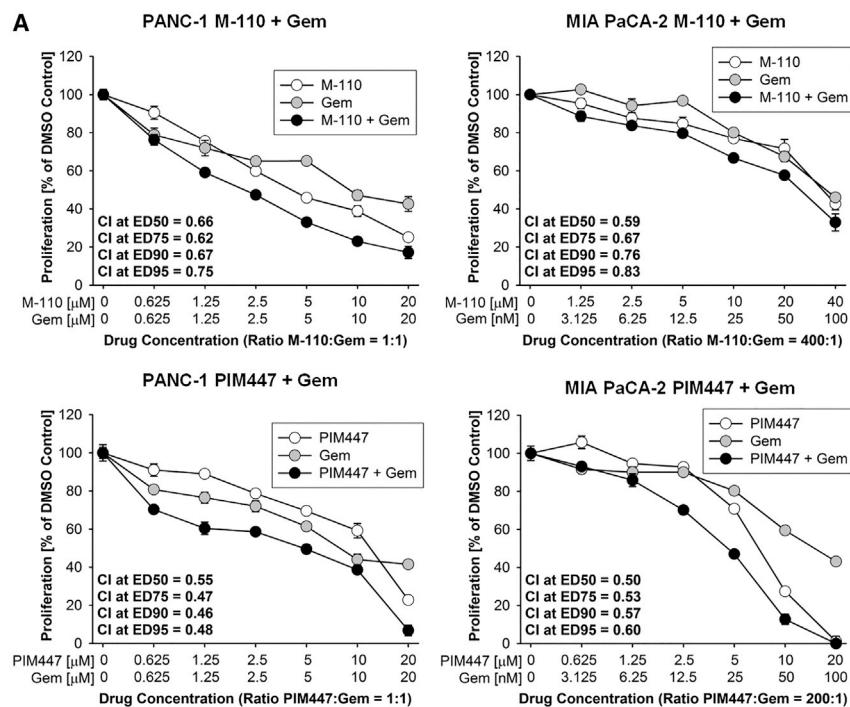 A
PANC-1 M-110 + Gem
Proliferation [% of DMSO Control]
120
100
80
60
40
20
0
M-110
Gem
M-110 + Gem
CI at ED50 = 0.66
CI at ED75 = 0.62
CI at ED90 = 0.67
CI at ED95 = 0.75
M-110 [µM] 0 0.625 1.25 2.5 5 10 20
Gem [µM] 0 0.625 1.25 2.5 5 10 20
Drug Concentration (Ratio M-110:Gem = 1:1)
MIA PaCA-2 M-110 + Gem
Proliferation [% of DMSO Control]
120
100
80
60
40
20
0
M-110
Gem
M-110 + Gem
CI at ED50 = 0.59
CI at ED75 = 0.67
CI at ED90 = 0.76
CI at ED95 = 0.83
M-110 [µM] 0 1.25 2.5 5 10 20 40
Gem [nM] 0 3.125 6.25 12.5 25 50 100
Drug Concentration (Ratio M-110:Gem = 400:1)
PANC-1 PIM447 + Gem
Proliferation [% of DMSO Control]
120
100
80
60
40
20
0
PIM447
Gem
PIM447 + Gem
CI at ED50 = 0.55
CI at ED75 = 0.47
CI at ED90 = 0.46
CI at ED95 = 0.48
PIM447 [µM] 0 0.625 1.25 2.5 5 10 20
Gem [µM] 0 0.625 1.25 2.5 5 10 20
Drug Concentration (Ratio PIM447:Gem = 1:1)
MIA PaCA-2 PIM447 + Gem
Proliferation [% of DMSO Control]
120
100
80
60
40
20
0
PIM447
Gem
PIM447 + Gem
CI at ED50 = 0.50
CI at ED75 = 0.53
CI at ED90 = 0.57
CI at ED95 = 0.60
PIM447 [µM] 0 0.625 1.25 2.5 5 10 20
Gem [nM] 0 3.125 6.25 12.5 25 50 100
Drug Concentration (Ratio PIM447:Gem = 200:1)